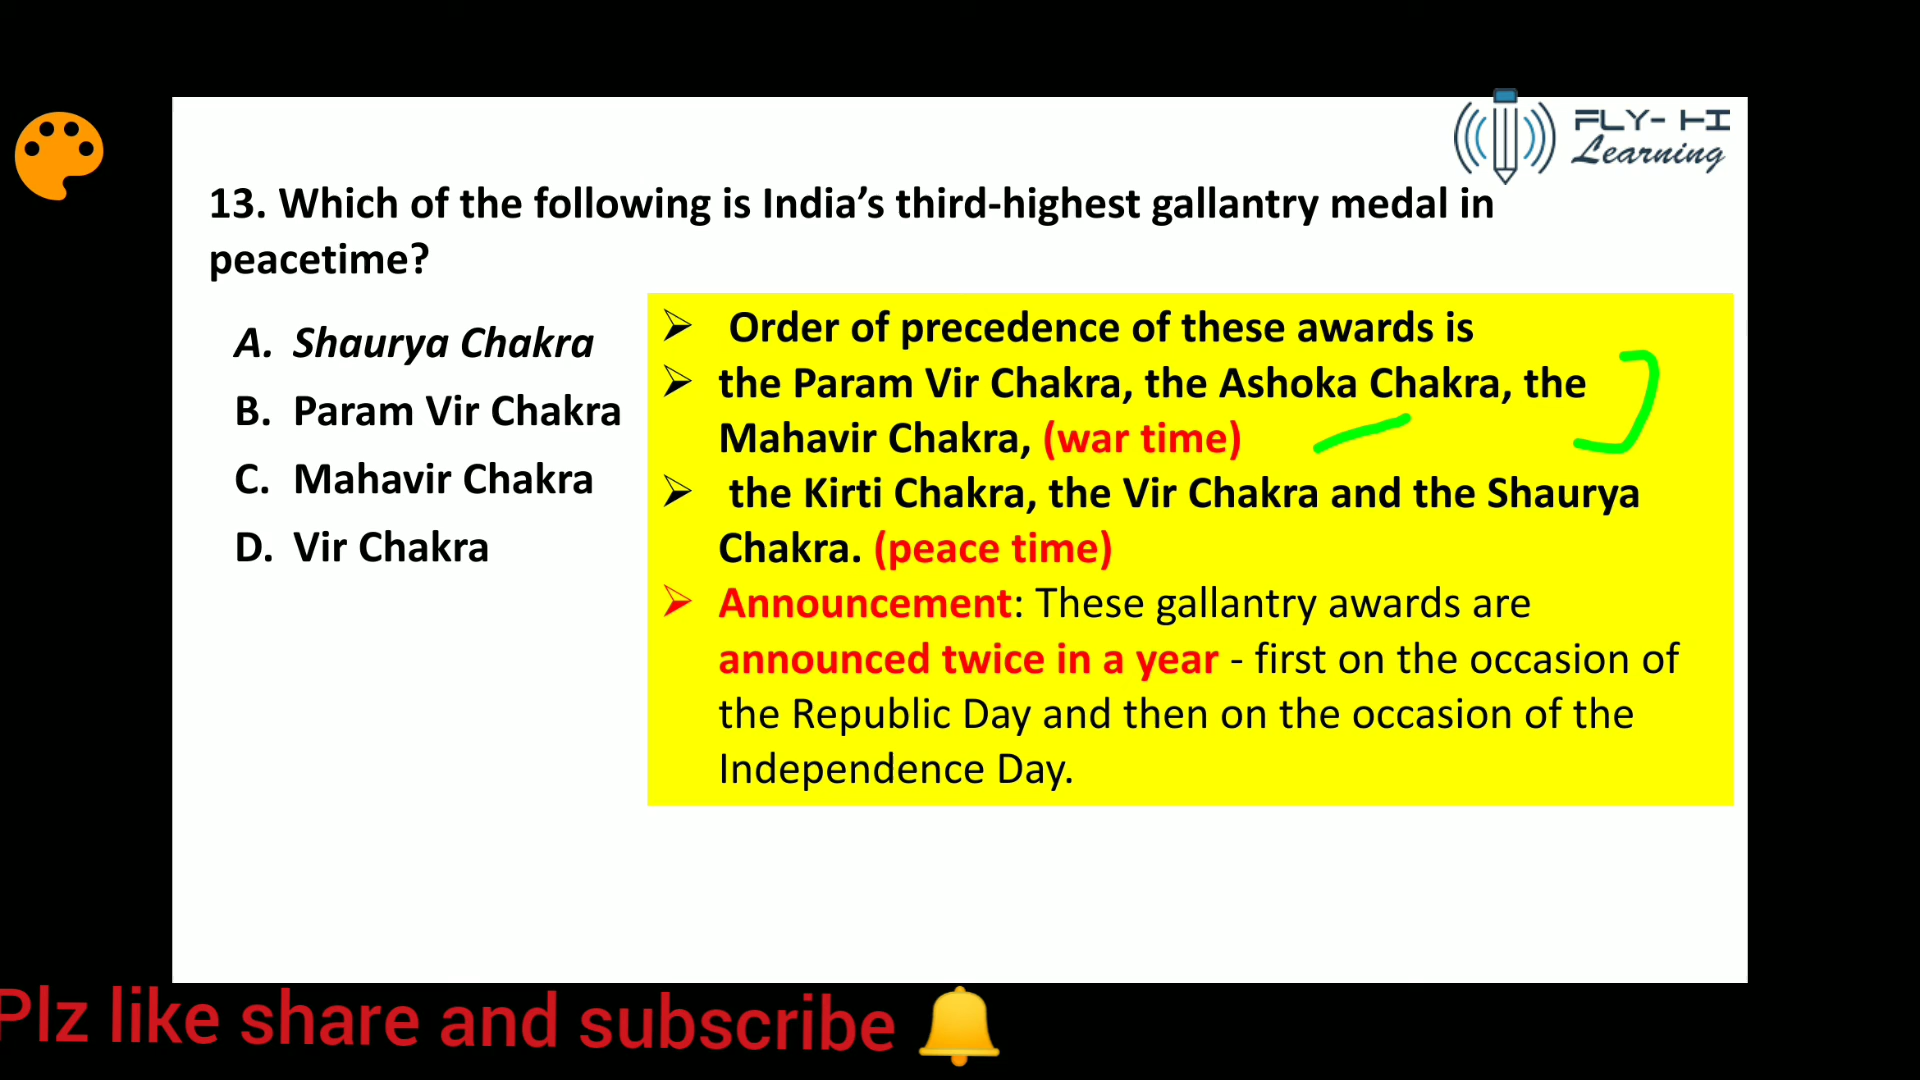 FLY-HI
Learning
13. Which of the following is India’s third-highest gallantry medal in
peacetime?
A. Shaurya Chakra
B. Param Vir Chakra
C. Mahavir Chakra
D. Vir Chakra
➢ Order of precedence of these awards is
➢ the Param Vir Chakra, the Ashoka Chakra, the
Mahavir Chakra, (war time)
➢ the Kirti Chakra, the Vir Chakra and the Shaurya
Chakra. (peace time)
➢ Announcement: These gallantry awards are
announced twice in a year - first on the occasion of
the Republic Day and then on the occasion of the
Independence Day.
Plz like share and subscribe